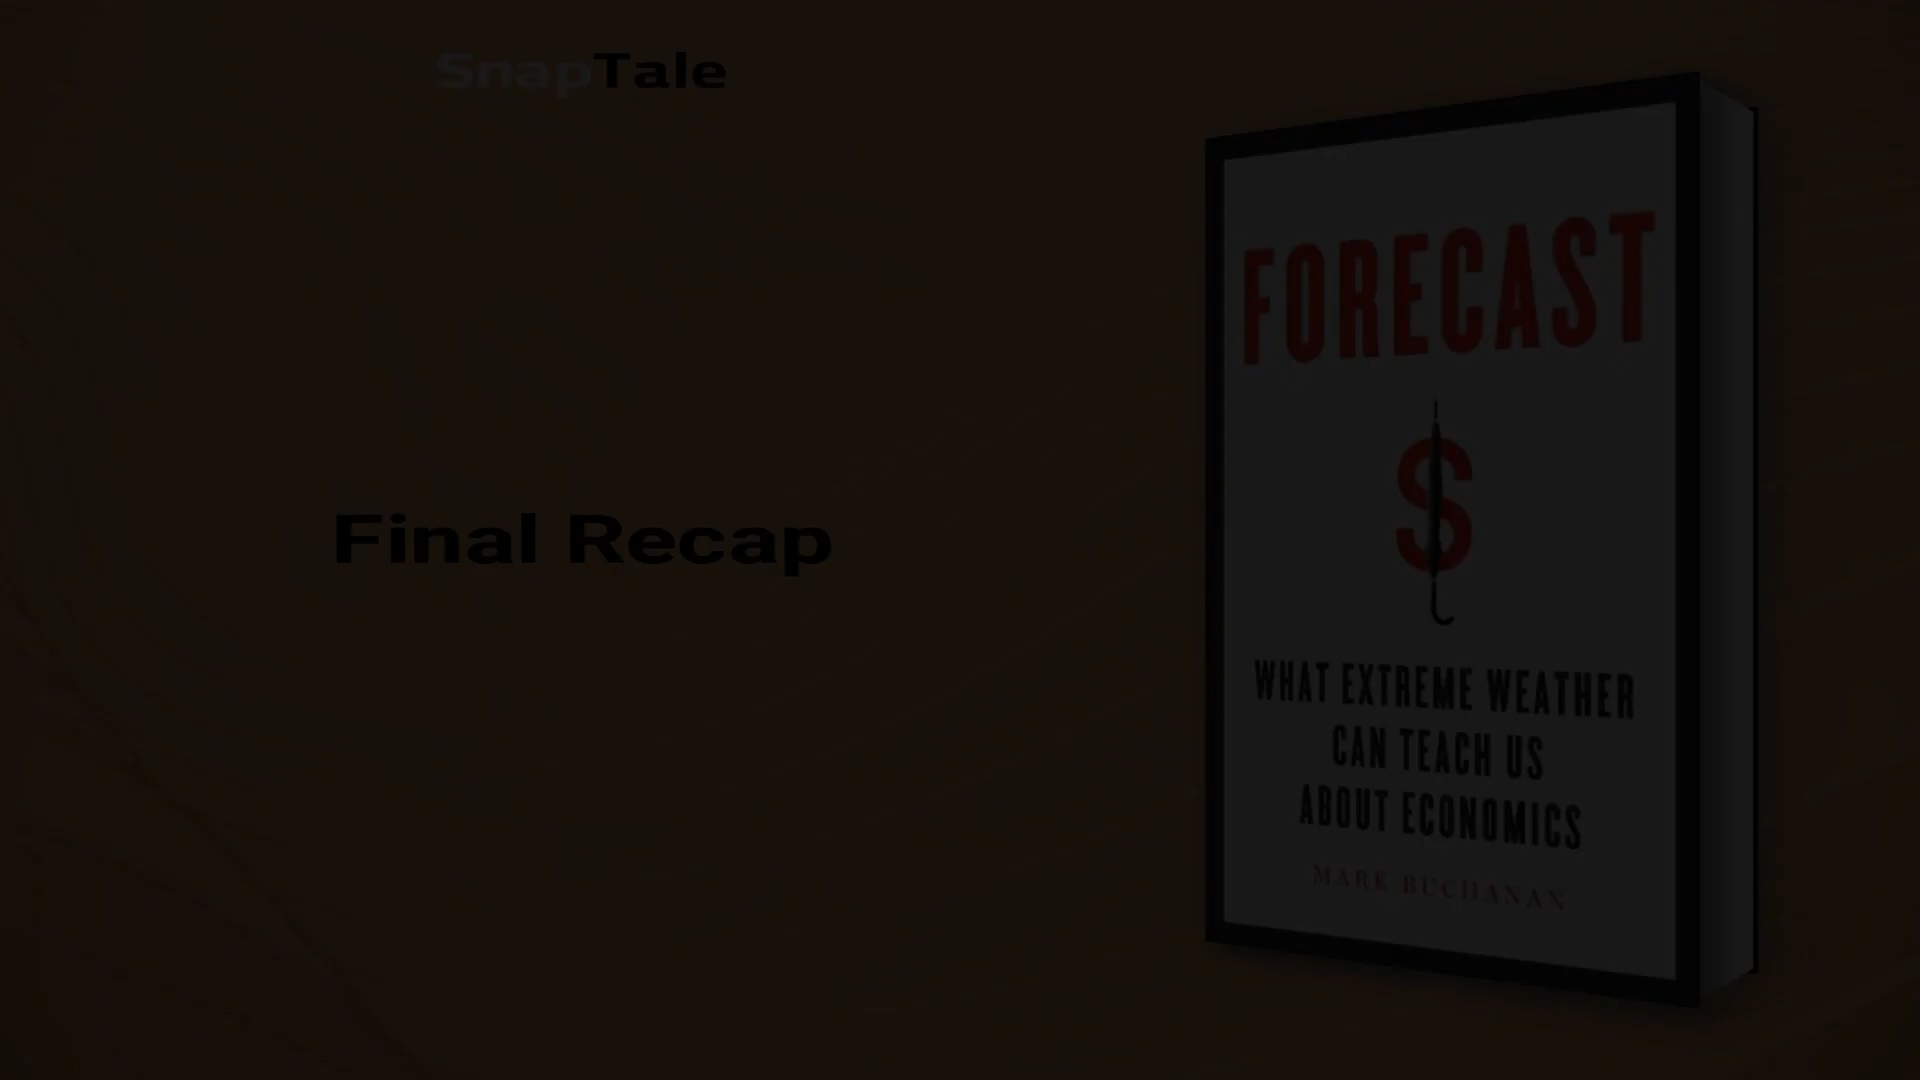 SnapTale
Final Recap
FORECAST
$
WHAT EXTREME WEATHER
CAN TEACH US
ABOUT ECONOMICS
MARK BUCHANAN